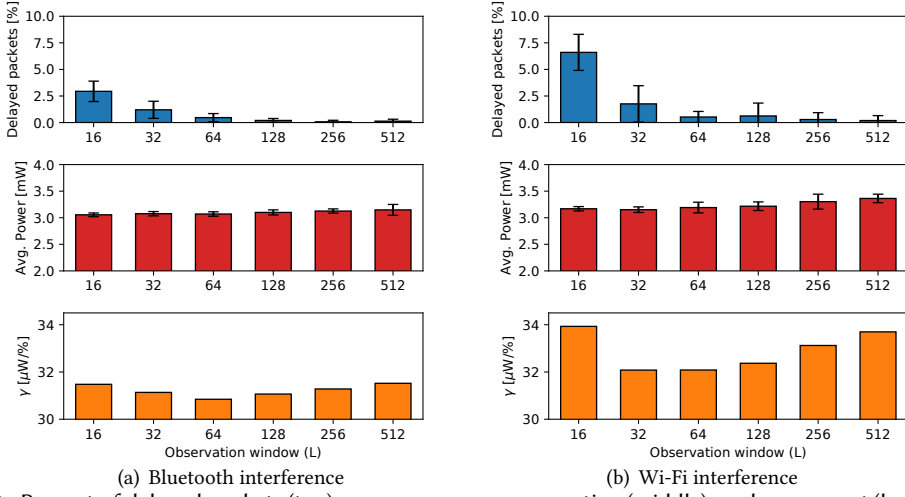 Delayed packets [%]
10.0
7.5
5.0
2.5
0.0
16 32 64 128 256 512
Avg. Power [mW]
4.0
3.5
3.0
2.5
2.0
16 32 64 128 256 512
γ [μW/%]
34
32
30
16 32 64 128 256 512
Observation window (L)
(a) Bluetooth interference
Delayed packets [%]
10.0
7.5
5.0
2.5
0.0
16 32 64 128 256 512
Avg. Power [mW]
4.0
3.5
3.0
2.5
2.0
16 32 64 128 256 512
γ [μW/%]
34
32
30
16 32 64 128 256 512
Observation window (L)
(b) Wi-Fi interference